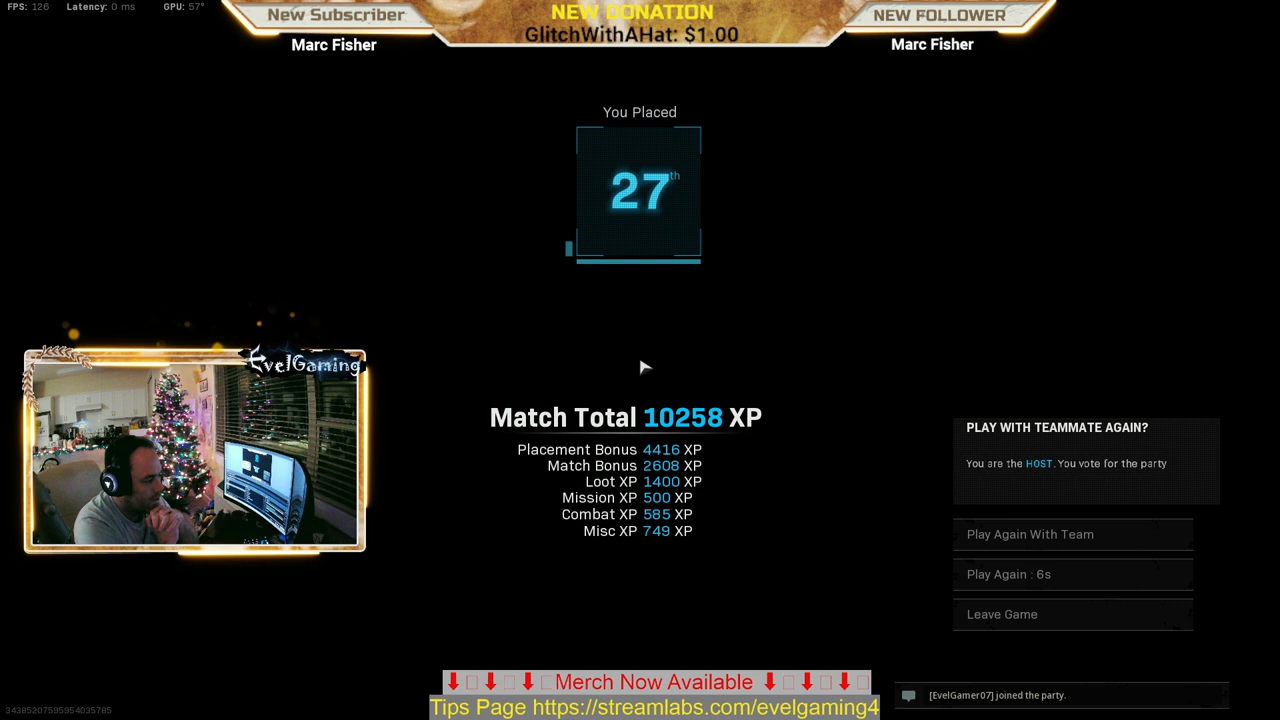 FPS: 126 Latency: 0 ms GPU: 57°
New Subscriber
Marc Fisher
NEW DONATION
GlitchWithAHat: $1.00
NEW FOLLOWER
Marc Fisher
You Placed
27th
EvelGaming
Match Total 10258 XP
Placement Bonus 4416 XP
Match Bonus 2608 XP
Loot XP 1400 XP
Mission XP 500 XP
Combat XP 585 XP
Misc XP 749 XP
PLAY WITH TEAMMATE AGAIN?
You are the HOST. You vote for the party
Play Again With Team
Play Again : 6s
Leave Game
Merch Now Available
Tips Page https://streamlabs.com/evelgaming4
[EvelGamer07] joined the party.
34385207595954035785